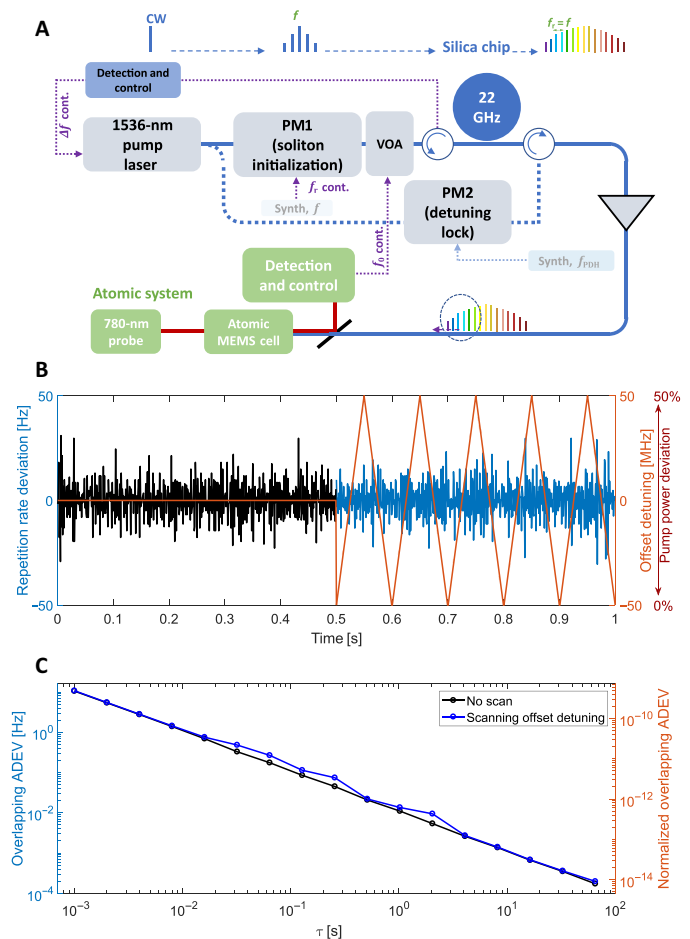 A
CW
f
fr = f
Silica chip
Detection and
control
Δf cont.
1536-nm
pump
laser
PM1
(soliton
initialization)
VOA
22
GHz
fr cont.
Synth, f
PM2
(detuning
lock)
f0 cont.
Synth, fPDH
Detection
and control
Atomic system
780-nm
probe
Atomic
MEMS cell
B
Repetition rate deviation [Hz]
50
0
−50
0
0.1
0.2
0.3
0.4
0.5
0.6
0.7
0.8
0.9
1
Time [s]
50
0
−50
Offset detuning [MHz]
50%
0%
Pump power deviation
C
Overlapping ADEV [Hz]
10^0
10^−2
10^−4
No scan
Scanning offset detuning
10^−10
10^−12
10^−14
Normalized overlapping ADEV
10^−3
10^−2
10^−1
10^0
10^1
10^2
τ [s]